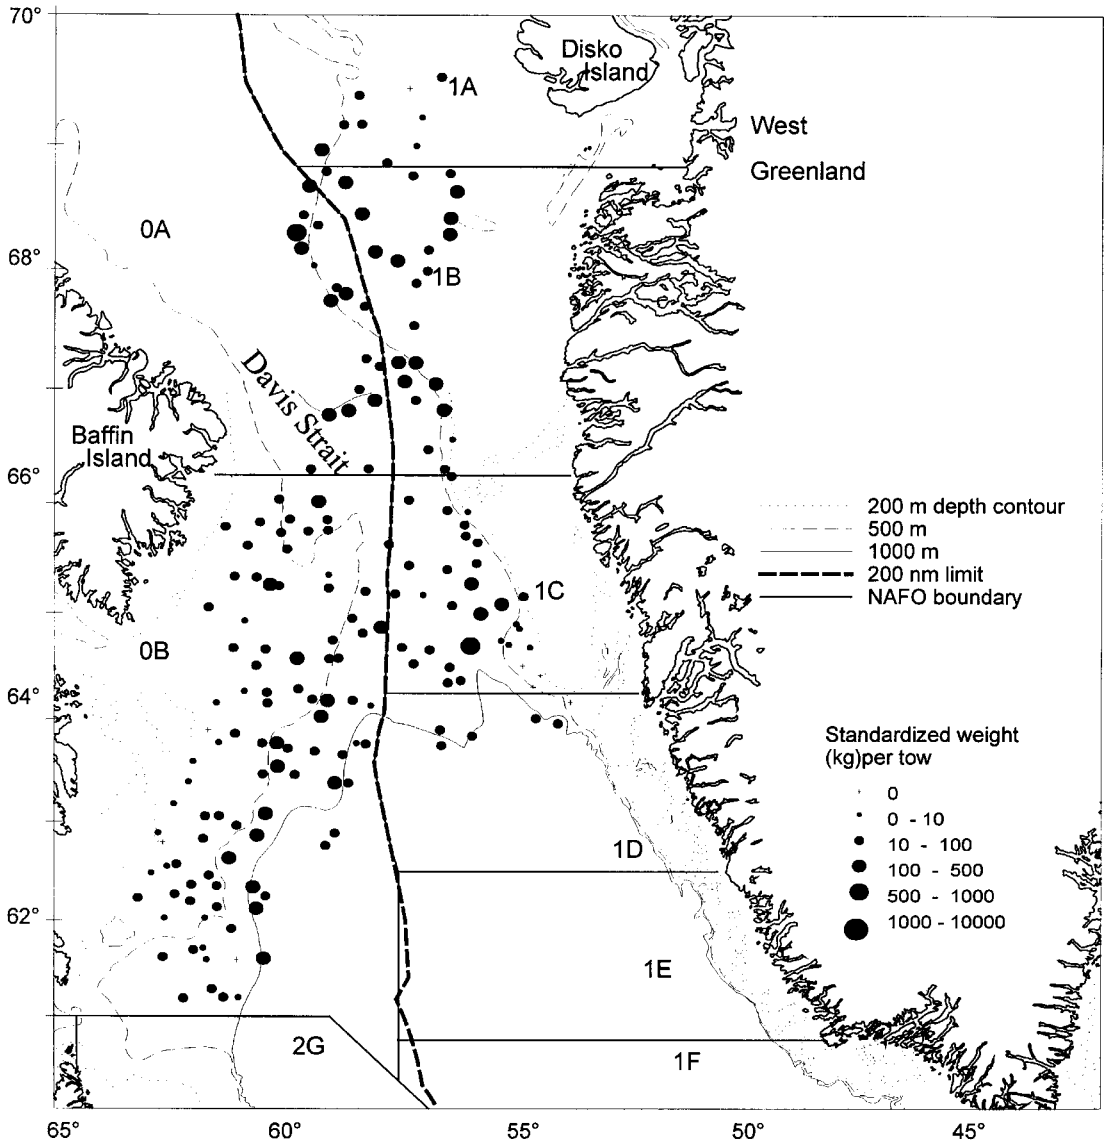 70°
Disko
Island
1A
West
Greenland
0A
68°
1B
Davis Strait
Baffin
Island
66°
200 m depth contour
500 m
1000 m
200 nm limit
NAFO boundary
1C
0B
64°
Standardized weight
(kg)per tow
0
0 - 10
10 - 100
100 - 500
500 - 1000
1000 - 10000
1D
62°
1E
2G
1F
65°
60°
55°
50°
45°